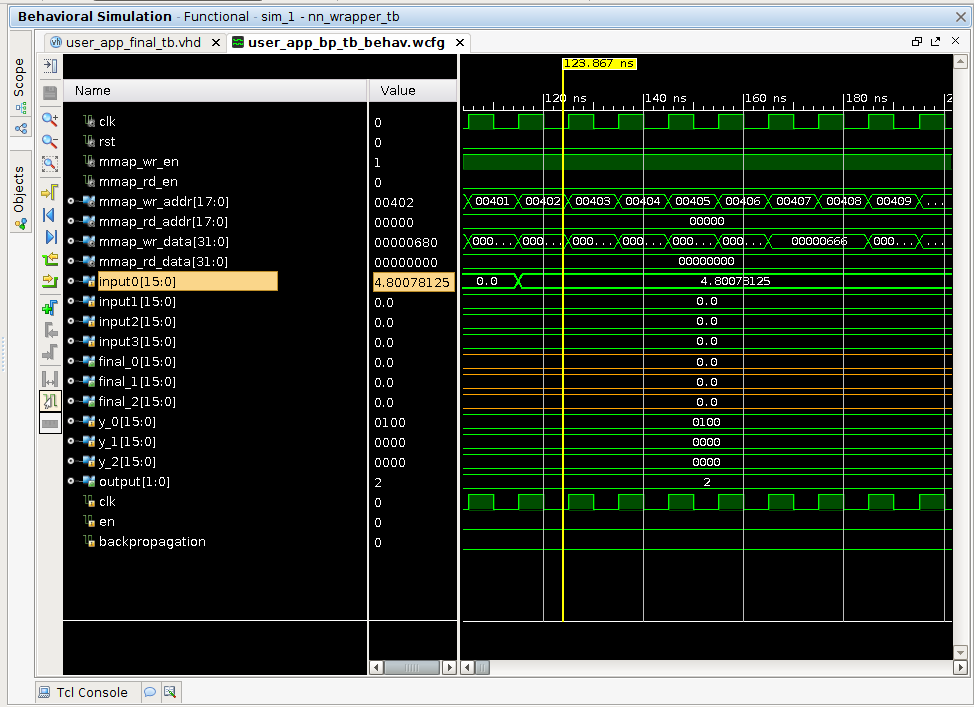 Behavioral Simulation - Functional - sim_1 - nn_wrapper_tb
user_app_final_tb.vhd
user_app_bp_tb_behav.wcfg
Scope
Objects
123.867 ns
Name Value
120 ns 140 ns 160 ns 180 ns 2
clk 0
rst 0
mmap_wr_en 1
mmap_rd_en 0
mmap_wr_addr[17:0] 00402 00401 00402 00403 00404 00405 00406 00407 00408 00409 ...
mmap_rd_addr[17:0] 00000 00000
mmap_wr_data[31:0] 00000680 000... 000... 000... 000... 000... 000... 00000666 000... ...
mmap_rd_data[31:0] 00000000 00000000
input0[15:0] 4.80078125 0.0 4.80078125
input1[15:0] 0.0 0.0
input2[15:0] 0.0 0.0
input3[15:0] 0.0 0.0
final_0[15:0] 0.0 0.0
final_1[15:0] 0.0 0.0
final_2[15:0] 0.0 0.0
y_0[15:0] 0100 0100
y_1[15:0] 0000 0000
y_2[15:0] 0000 0000
output[1:0] 2 2
clk 0
en 0
backpropagation 0
Tcl Console